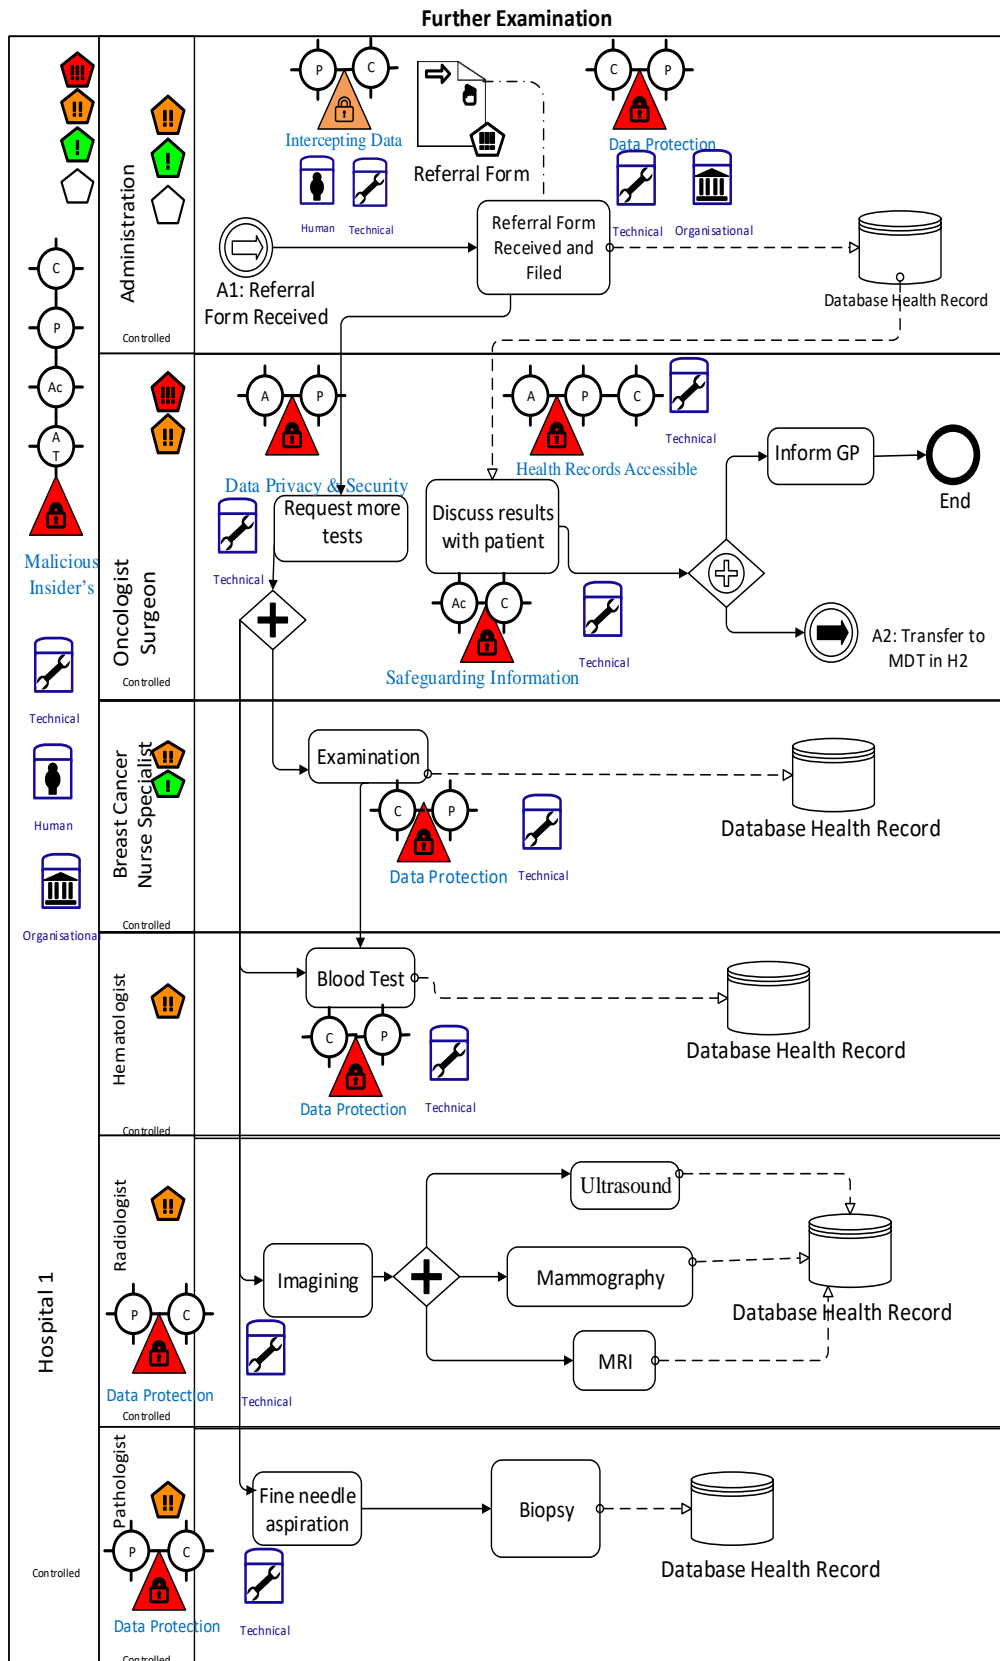 Further Examination
!!!
!!
!
C
P
Ac
A
T
Malicious
Insider's
Technical
Human
Organisational
Hospital 1
Controlled
Administration
!!
!
Controlled
P
C
Intercepting Data
Human
Technical
!!!
Referral Form
C
P
Data Protection
Technical
Organisational
A1: Referral
Form Received
Referral Form
Received and
Filed
Database Health Record
Oncologist
Surgeon
!!!
!!
Controlled
A
P
Data Privacy & Security
Technical
Request more
tests
A
P
C
Health Records Accessible
Technical
Discuss results
with patient
Ac
C
Safeguarding Information
Technical
Inform GP
End
A2: Transfer to
MDT in H2
Breast Cancer
Nurse Specialist
!!
!
Controlled
Examination
C
P
Data Protection
Technical
Database Health Record
Hematologist
!!
Controlled
Blood Test
C
P
Data Protection
Technical
Database Health Record
Radiologist
!!
P
C
Data Protection
Controlled
Imagining
Technical
Ultrasound
Mammography
MRI
Database Health Record
Pathologist
!!
P
C
Data Protection
Controlled
Fine needle
aspiration
Technical
Biopsy
Database Health Record